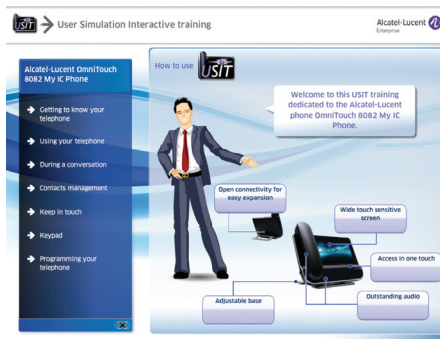 USIT
User Simulation Interactive training
Alcatel-Lucent
Enterprise
Alcatel-Lucent OmniTouch
8082 My IC Phone
Getting to know your
telephone
Using your telephone
During a conversation
Contacts management
Keep in touch
Keypad
Programming your
telephone
How to use
USIT
Welcome to this USIT training
dedicated to the Alcatel-Lucent
phone OmniTouch 8082 My IC
Phone.
Open connectivity for
easy expansion
Wide touch sensitive
screen
Access in one touch
Outstanding audio
Adjustable base